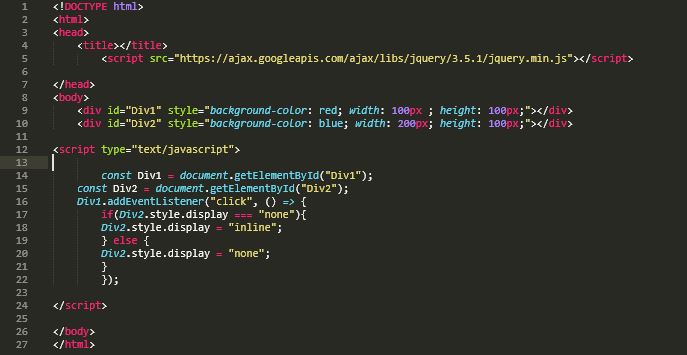 1 <!DOCTYPE html>
2 <html>
3 <head>
4 <title></title>
5 <script src="https://ajax.googleapis.com/ajax/libs/jquery/3.5.1/jquery.min.js"></script>
6
7 </head>
8 <body>
9 <div id="Div1" style="background-color: red; width: 100px ; height: 100px;"></div>
10 <div id="Div2" style="background-color: blue; width: 200px; height: 100px;"></div>
11
12 <script type="text/javascript">
13
14 const Div1 = document.getElementById("Div1");
15 const Div2 = document.getElementById("Div2");
16 Div1.addEventListener("click", () => {
17 if(Div2.style.display === "none"){
18 Div2.style.display = "inline";
19 } else {
20 Div2.style.display = "none";
21 }
22 });
23
24 </script>
25
26 </body>
27 </html>